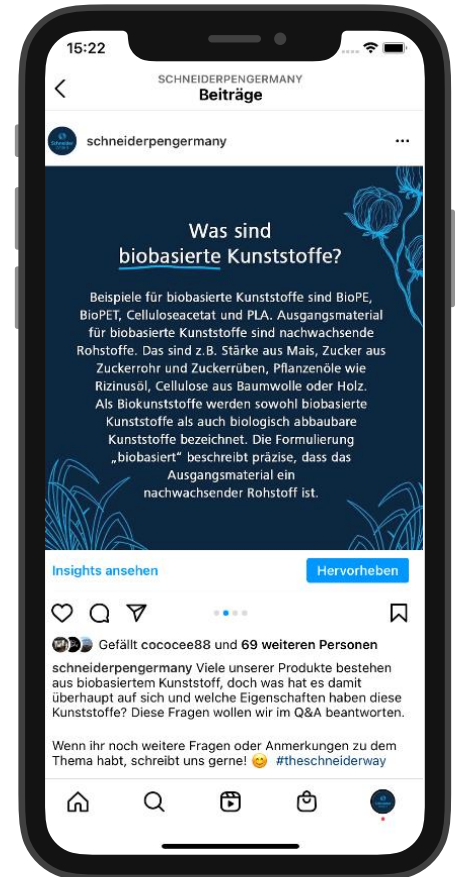 15:22
SCHNEIDERPENGERMANY
Beiträge
schneiderpengermany
Was sind
biobasierte Kunststoffe?
Beispiele für biobasierte Kunststoffe sind BioPE,
BioPET, Celluloseacetat und PLA. Ausgangsmaterial
für biobasierte Kunststoffe sind nachwachsende
Rohstoffe. Das sind z.B. Stärke aus Mais, Zucker aus
Zuckerrohr und Zuckerrüben, Pflanzenöle wie
Rizinusöl, Cellulose aus Baumwolle oder Holz.
Als Biokunststoffe werden sowohl biobasierte
Kunststoffe als auch biologisch abbaubare
Kunststoffe bezeichnet. Die Formulierung
„biobasiert“ beschreibt präzise, dass das
Ausgangsmaterial ein
nachwachsender Rohstoff ist.
Insights ansehen
Hervorheben
Gefällt cococee88 und 69 weiteren Personen
schneiderpengermany Viele unserer Produkte bestehen
aus biobasiertem Kunststoff, doch was hat es damit
überhaupt auf sich und welche Eigenschaften haben diese
Kunststoffe? Diese Fragen wollen wir im Q&A beantworten.
Wenn ihr noch weitere Fragen oder Anmerkungen zu dem
Thema habt, schreibt uns gerne! 😊 #theschneiderway